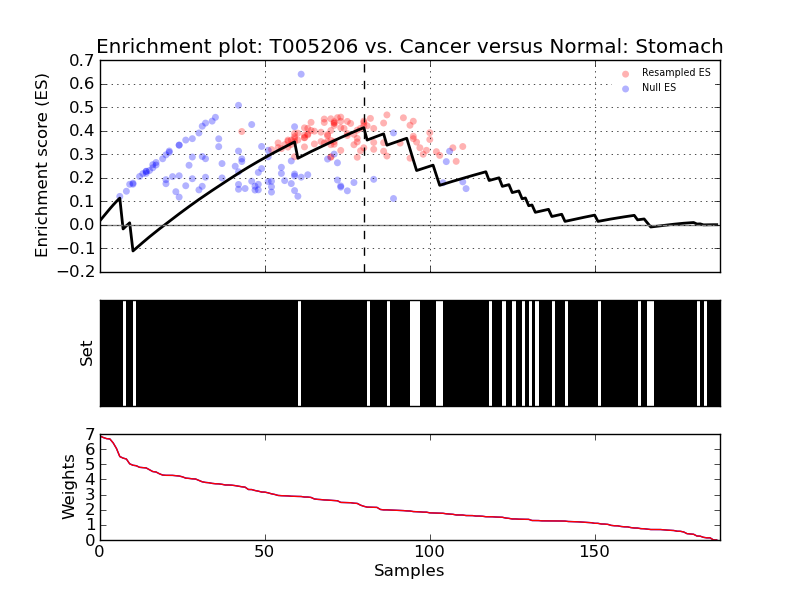 Enrichment plot: T005206 vs. Cancer versus Normal: Stomach
Enrichment score (ES)
0.7
0.6
0.5
0.4
0.3
0.2
0.1
0.0
−0.1
−0.2
Resampled ES
Null ES
Set
Weights
7
6
5
4
3
2
1
0
0 50 100 150
Samples